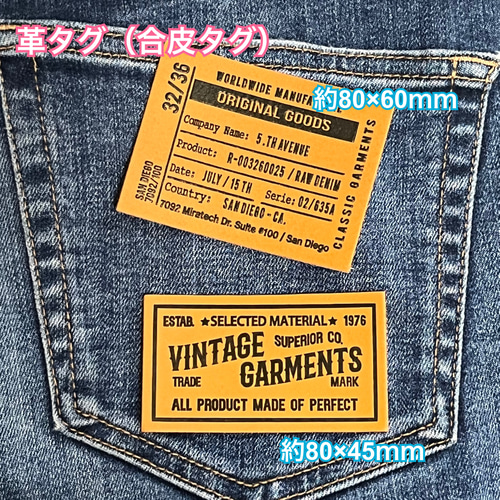 革タグ（合皮タグ）
32/36
WORLDWIDE MANUFACTURE
約80×60mm
ORIGINAL GOODS
Company Name: 5.TH AVENUE
Product: R-003260025 / RAW DENIM
Date: JULY / 15TH Serie: 02/635A
Country: SAN DIEGO - CA.
7092 Miratech Dr. Suite #100 / San Diego
SAN DIEGO
7092/100
CLASSIC GARMENTS
ESTAB. ★SELECTED MATERIAL★ 1976
VINTAGE SUPERIOR CO.
GARMENTS
TRADE MARK
ALL PRODUCT MADE OF PERFECT
約80×45mm